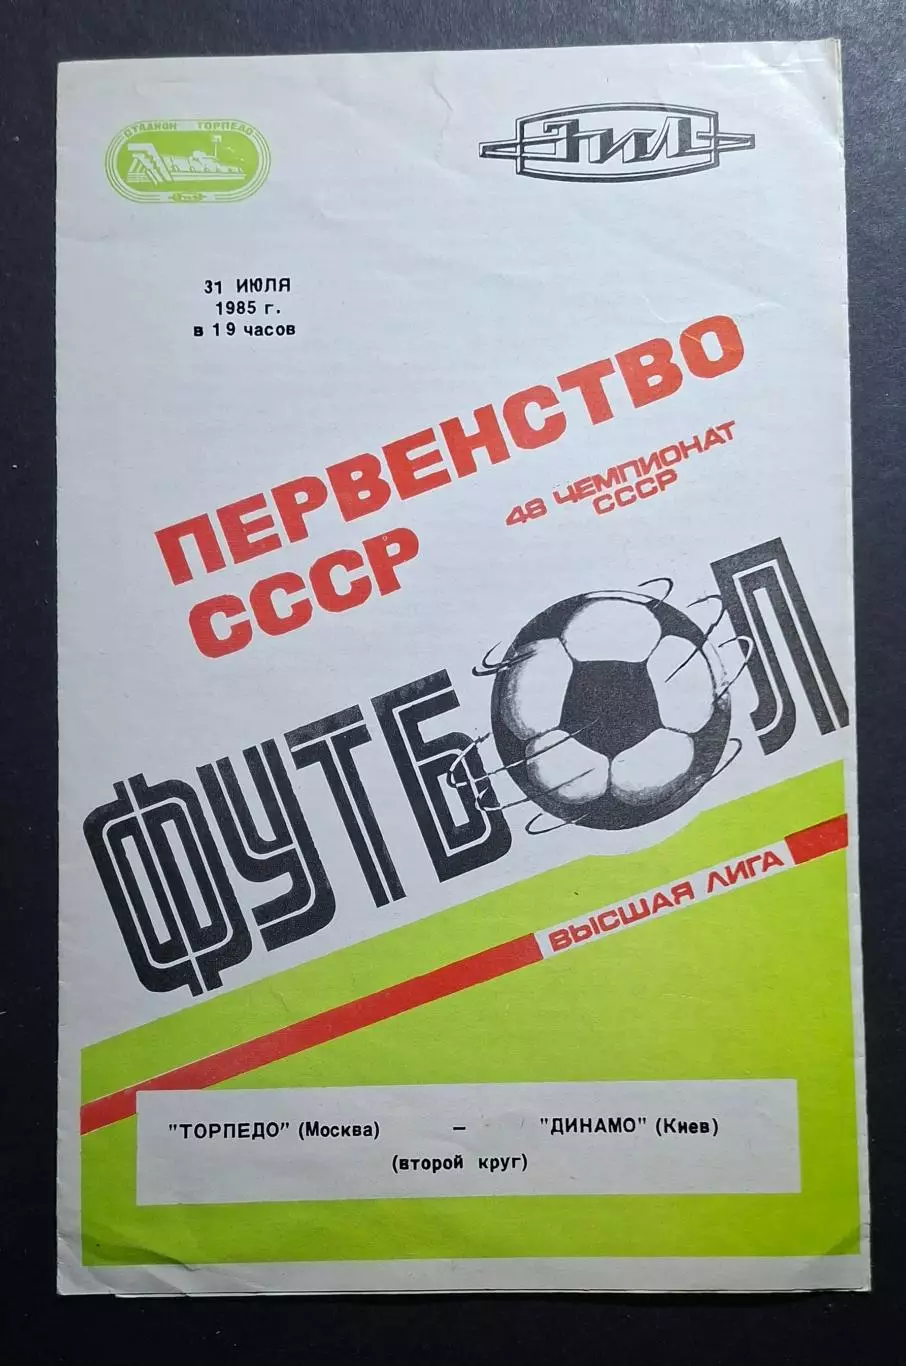 СТАДИОН ТОРПЕДО
ЗИЛ
ЗИЛ
31 ИЮЛЯ
1985 г.
в 19 часов
ПЕРВЕНСТВО
СССР
48 ЧЕМПИОНАТ
СССР
ФУТБОЛ
ВЫСШАЯ ЛИГА
"ТОРПЕДО" (Москва) – "ДИНАМО" (Киев)
(второй круг)